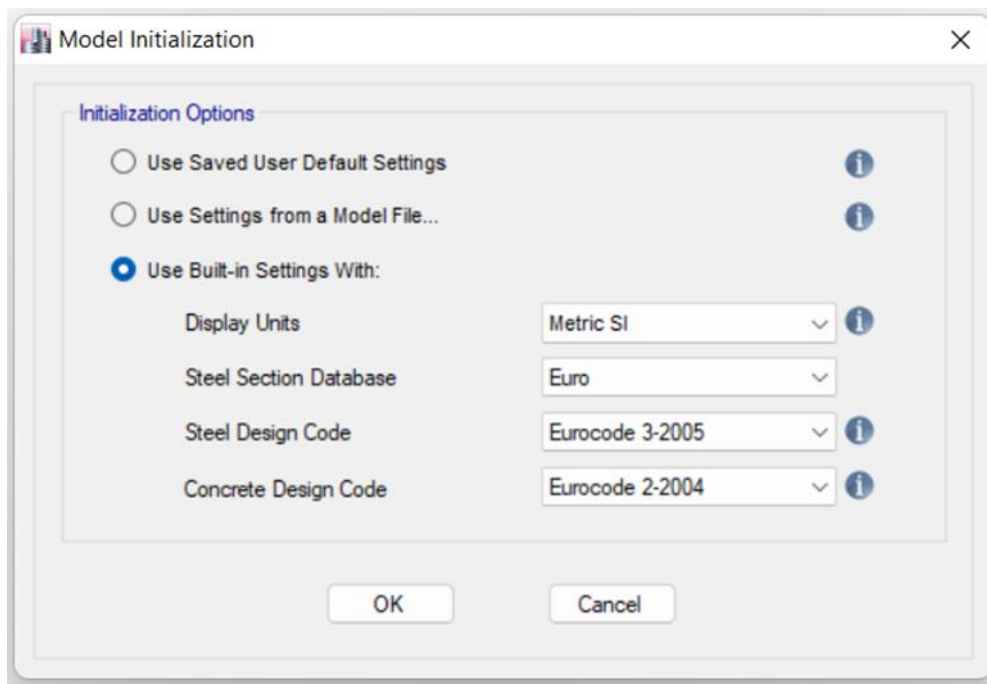 Model Initialization
Initialization Options
Use Saved User Default Settings
Use Settings from a Model File...
Use Built-in Settings With:
Display Units Metric SI
Steel Section Database Euro
Steel Design Code Eurocode 3-2005
Concrete Design Code Eurocode 2-2004
OK Cancel